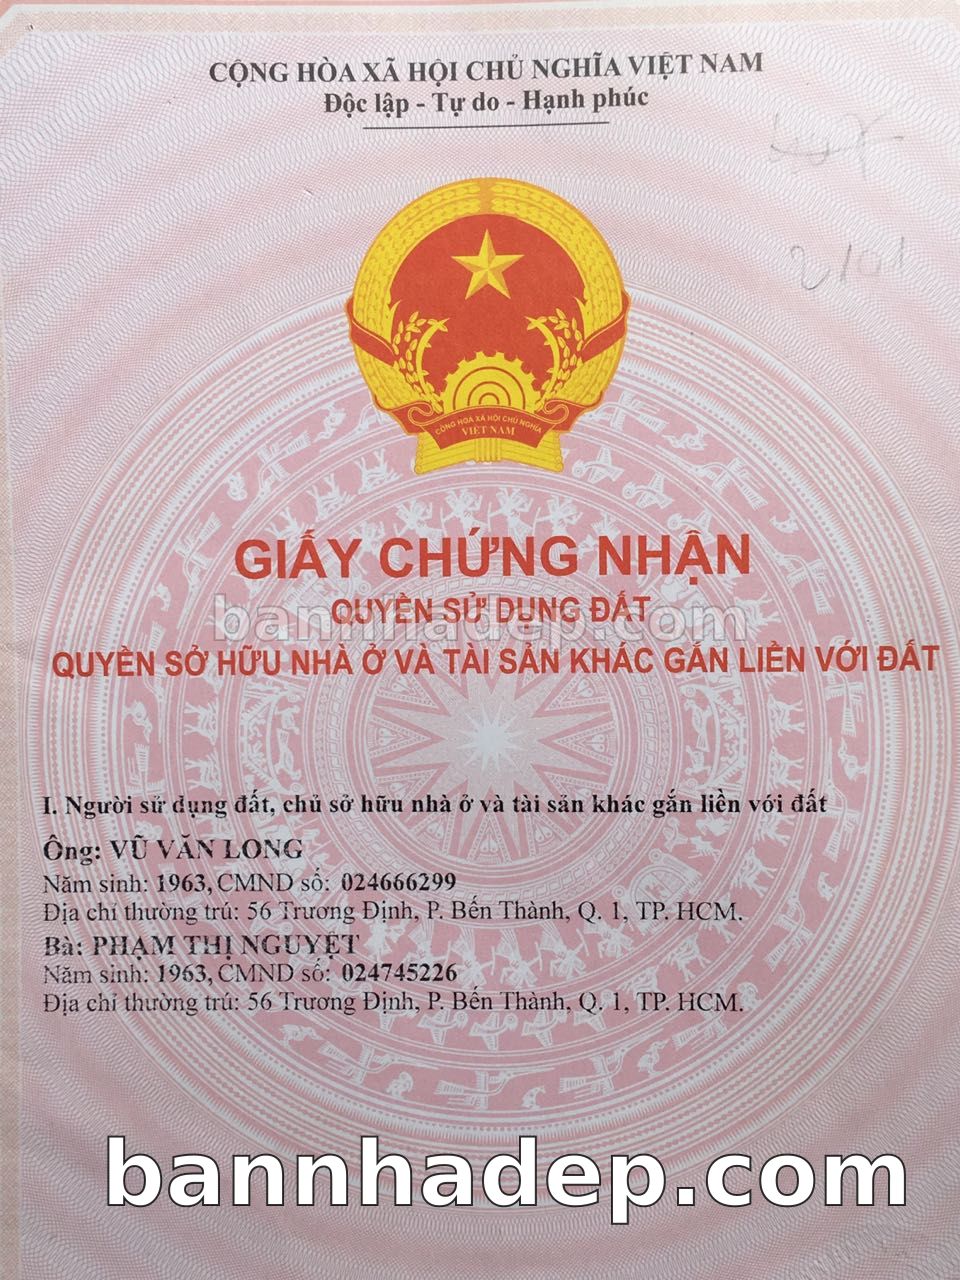 CỘNG HÒA XÃ HỘI CHỦ NGHĨA VIỆT NAM
Độc lập - Tự do - Hạnh phúc
CỘNG HÒA XÃ HỘI CHỦ NGHĨA
VIỆT NAM
GIẤY CHỨNG NHẬN
QUYỀN SỬ DỤNG ĐẤT
bannhadep.com
QUYỀN SỞ HỮU NHÀ Ở VÀ TÀI SẢN KHÁC GẮN LIỀN VỚI ĐẤT
I. Người sử dụng đất, chủ sở hữu nhà ở và tài sản khác gắn liền với đất
Ông: VŨ VĂN LONG
Năm sinh: 1963, CMND số: 024666299
Địa chỉ thường trú: 56 Trương Định, P. Bến Thành, Q. 1, TP. HCM.
Bà: PHẠM THỊ NGUYỆT
Năm sinh: 1963, CMND số: 024745226
Địa chỉ thường trú: 56 Trương Định, P. Bến Thành, Q. 1, TP. HCM.
bannhadep.com